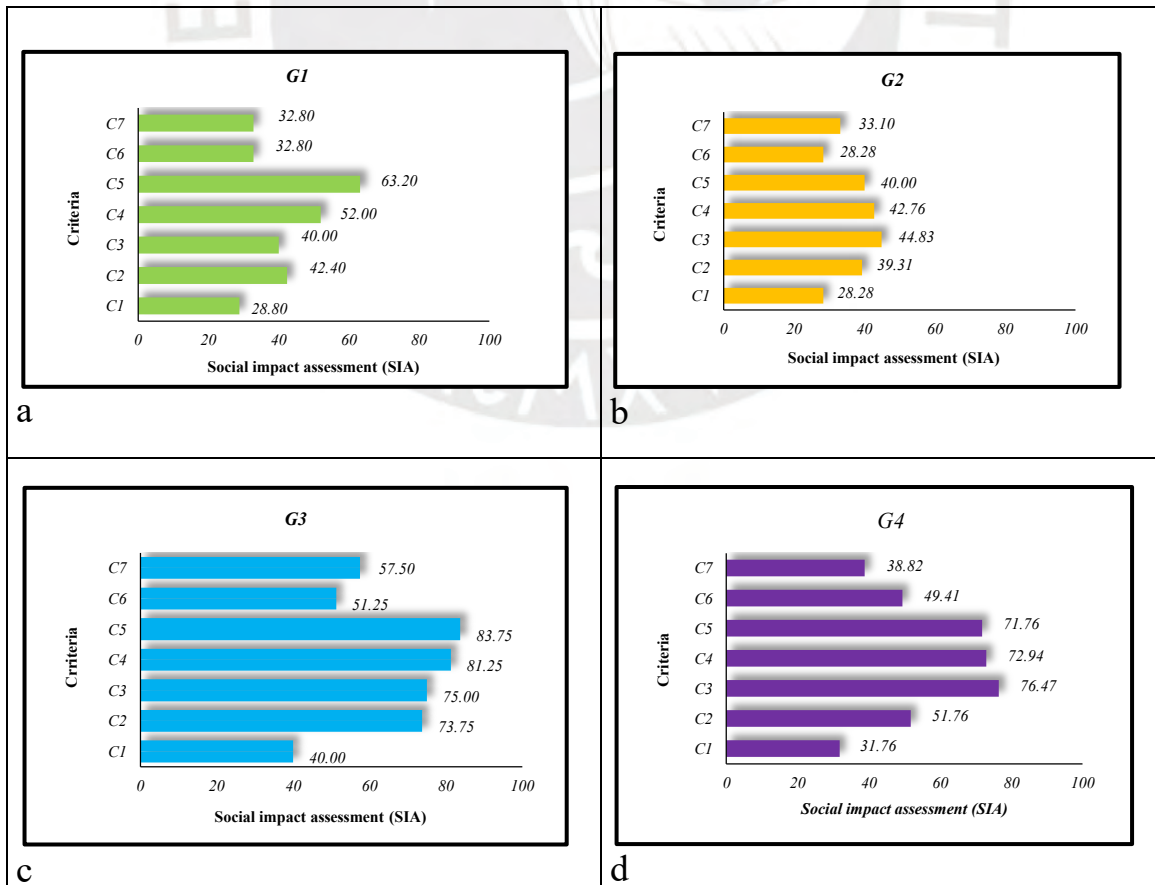 E
T
G1
Criteria
C7
32.80
C6
32.80
C5
63.20
C4
52.00
C3
40.00
C2
42.40
C1
28.80
0 20 40 60 80 100
Social impact assessment (SIA)
a
G2
Criteria
C7
33.10
C6
28.28
C5
40.00
C4
42.76
C3
44.83
C2
39.31
C1
28.28
0 20 40 60 80 100
Social impact assessment (SIA)
b
G3
Crriteria
C7
57.50
C6
51.25
C5
83.75
C4
81.25
C3
75.00
C2
73.75
C1
40.00
0 20 40 60 80 100
Social impact assessment (SIA)
c
G4
Criteria
C7
38.82
C6
49.41
C5
71.76
C4
72.94
C3
76.47
C2
51.76
C1
31.76
0 20 40 60 80 100
Social impact assessment (SIA)
d